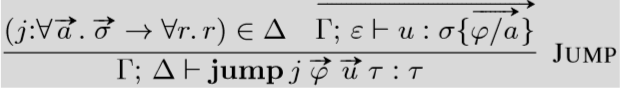 (j:∀a⃗. σ⃗ → ∀r. r) ∈ Δ  Γ; ε ⊢ u : σ{φ/a}
Γ; Δ ⊢ jump j φ⃗ u⃗ τ : τ  JUMP